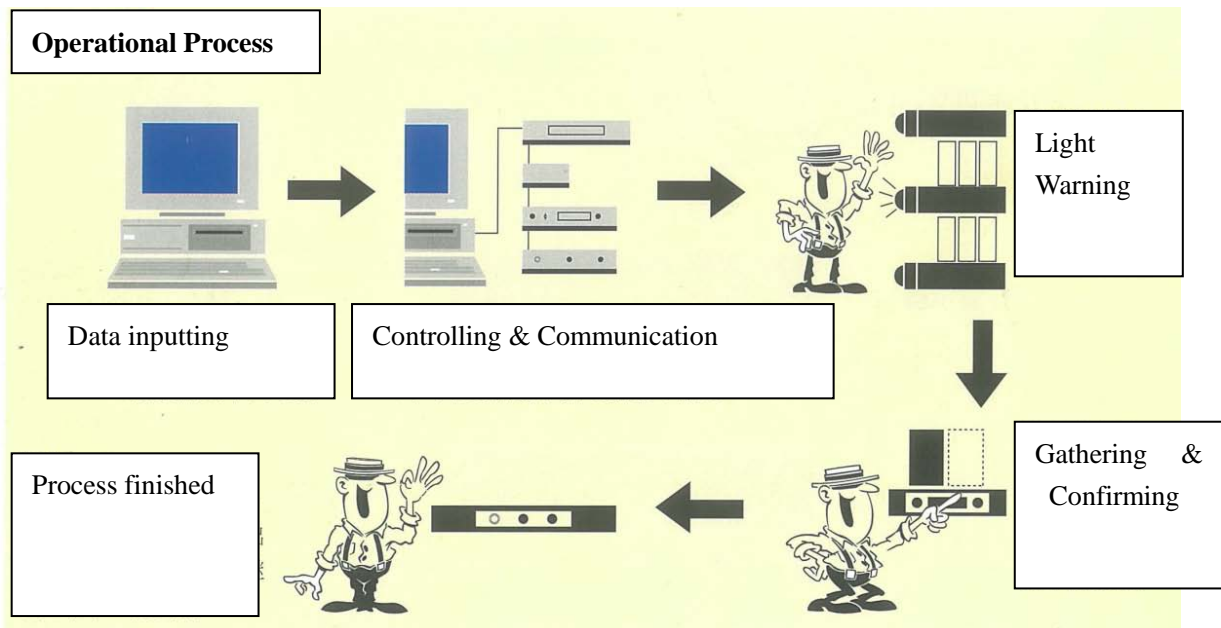 Operational Process
Light
Warning
Data inputting
Controlling & Communication
Gathering &
Confirming
Process finished